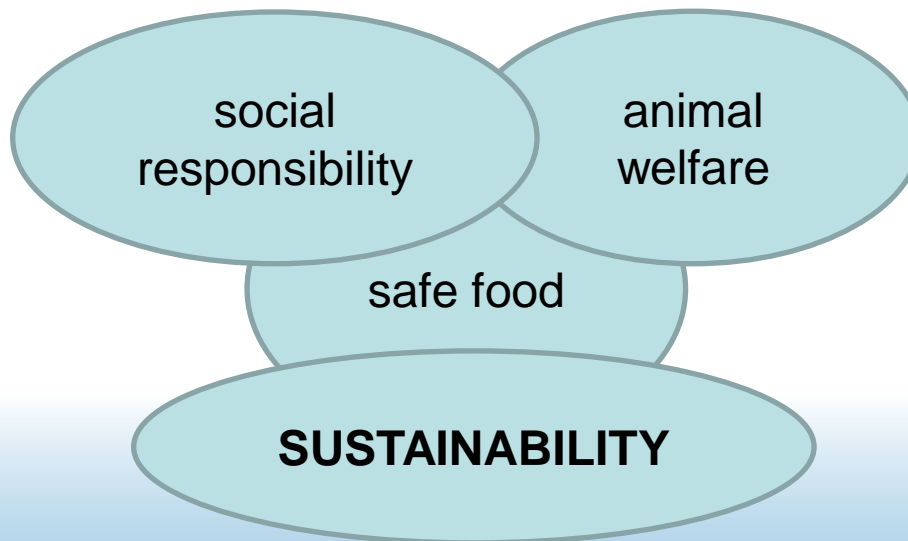 social
responsibility
animal
welfare
safe food
SUSTAINABILITY